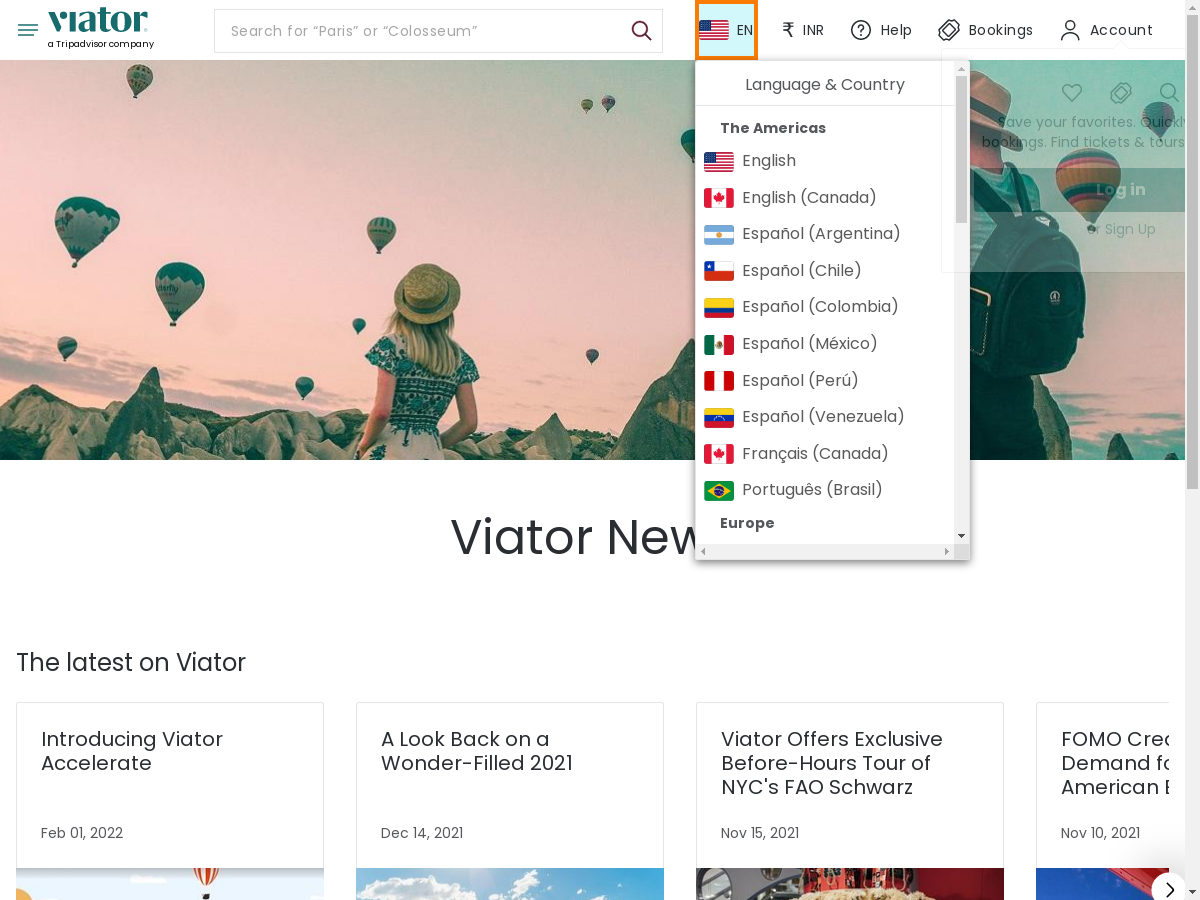 viator
a Tripadvisor company
Search for “Paris” or “Colosseum”
EN
₹ INR
Help
Bookings
Account
Language & Country
The Americas
English
English (Canada)
Español (Argentina)
Español (Chile)
Español (Colombia)
Español (México)
Español (Perú)
Español (Venezuela)
Français (Canada)
Português (Brasil)
Europe
Save your favorites. Quickly
bookings. Find tickets & tours
Log in
or Sign Up
Viator New
The latest on Viator
Introducing Viator
Accelerate
Feb 01, 2022
A Look Back on a
Wonder-Filled 2021
Dec 14, 2021
Viator Offers Exclusive
Before-Hours Tour of
NYC's FAO Schwarz
Nov 15, 2021
FOMO
Demand
American
Nov 10, 2021